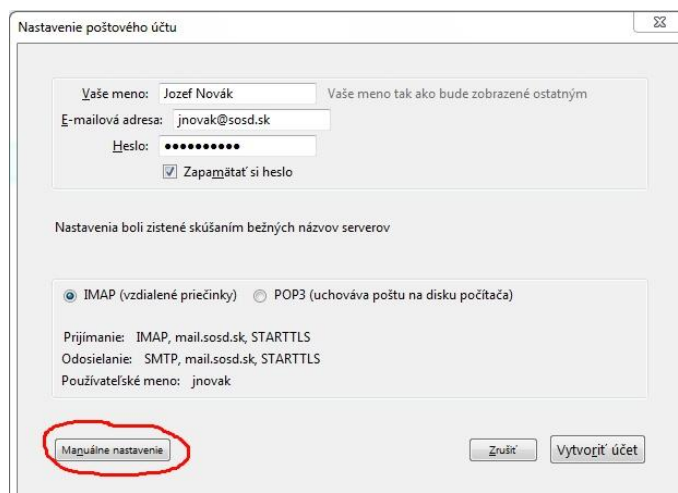 Nastavenie poštového účtu
Vaše meno: Jozef Novák Vaše meno tak ako bude zobrazené ostatným
E-mailová adresa: jnovak@sosd.sk
Heslo: ●●●●●●●●●●
Zapamätať si heslo
Nastavenia boli zistené skúšaním bežných názvov serverov
IMAP (vzdialené priečinky) POP3 (uchováva poštu na disku počítača)
Prijímanie: IMAP, mail.sosd.sk, STARTTLS
Odosielanie: SMTP, mail.sosd.sk, STARTTLS
Používateľské meno: jnovak
Manuálne nastavenie Zrušiť Vytvoriť účet